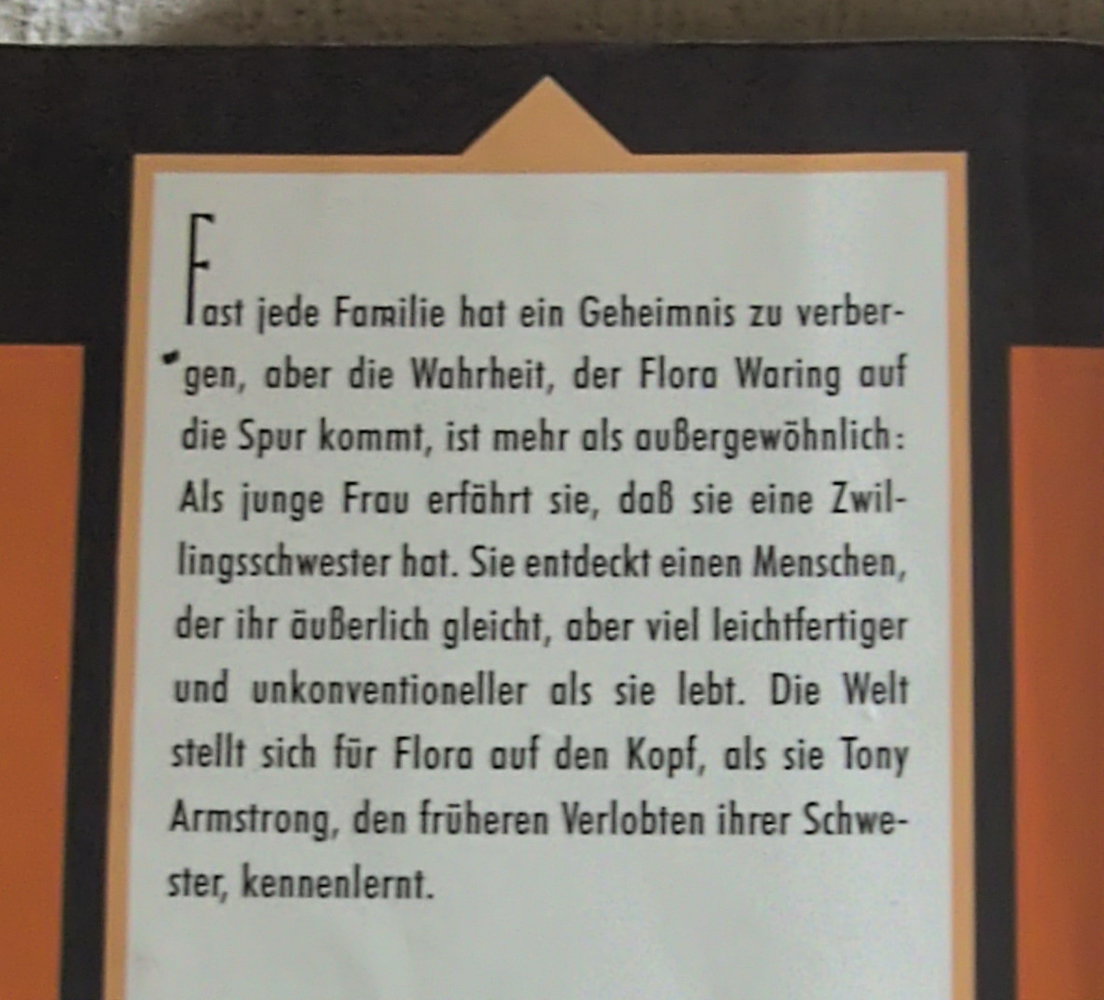 Fast jede Familie hat ein Geheimnis zu verber-
gen, aber die Wahrheit, der Flora Waring auf
die Spur kommt, ist mehr als außergewöhnlich:
Als junge Frau erfährt sie, daß sie eine Zwil-
lingsschwester hat. Sie entdeckt einen Menschen,
der ihr äußerlich gleicht, aber viel leichtfertiger
und unkonventioneller als sie lebt. Die Welt
stellt sich für Flora auf den Kopf, als sie Tony
Armstrong, den früheren Verlobten ihrer Schwe-
ster, kennenlernt.